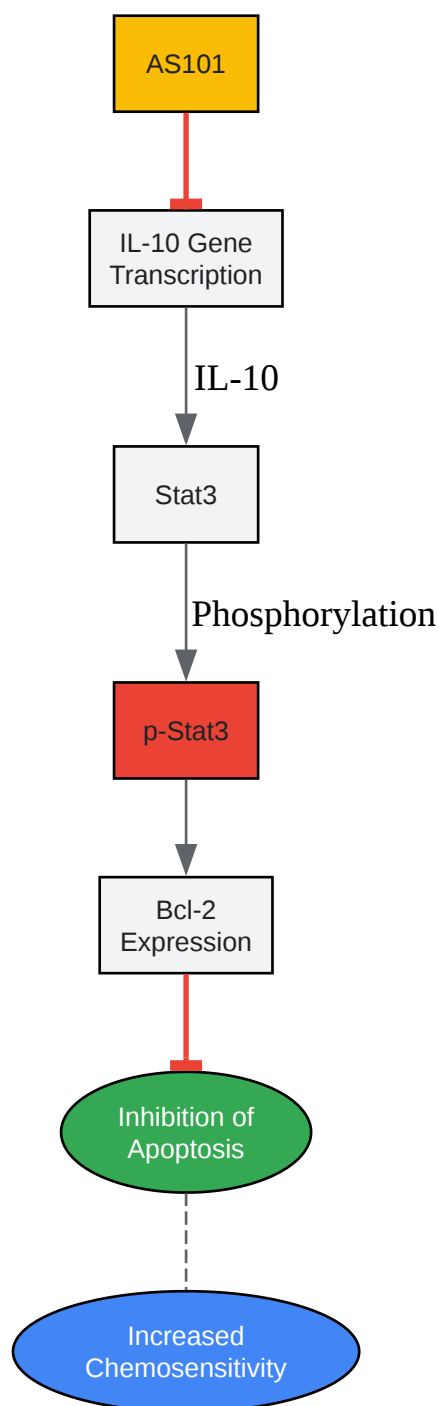 AS101
IL-10 Gene
Transcription
IL-10
Stat3
Phosphorylation
p-Stat3
Bcl-2
Expression
Inhibition of
Apoptosis
Increased
Chemosensitivity